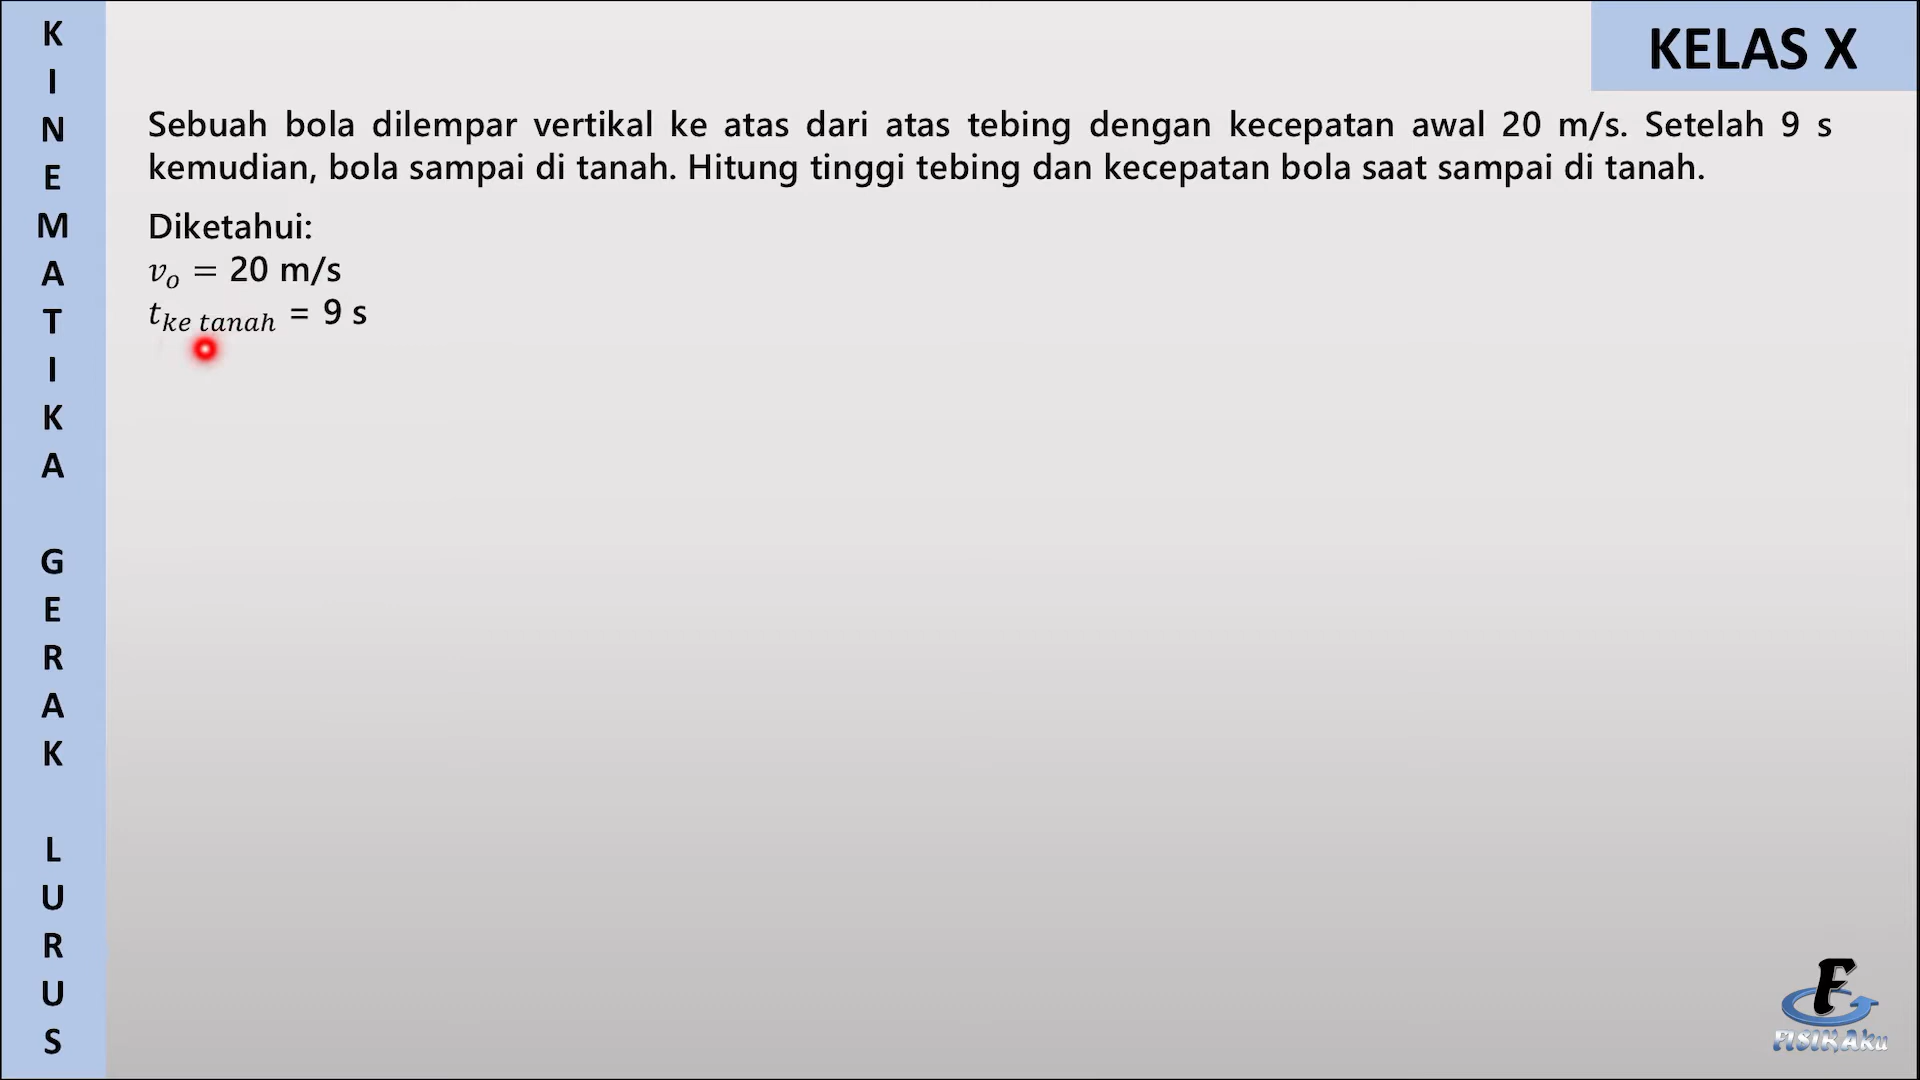 KINEMATIKA GERAK LURUS
KELAS X
Sebuah bola dilempar vertikal ke atas dari atas tebing dengan kecepatan awal 20 m/s. Setelah 9 s
kemudian, bola sampai di tanah. Hitung tinggi tebing dan kecepatan bola saat sampai di tanah.
Diketahui:
v_o = 20 m/s
t_ke tanah = 9 s
F
FISIKAku